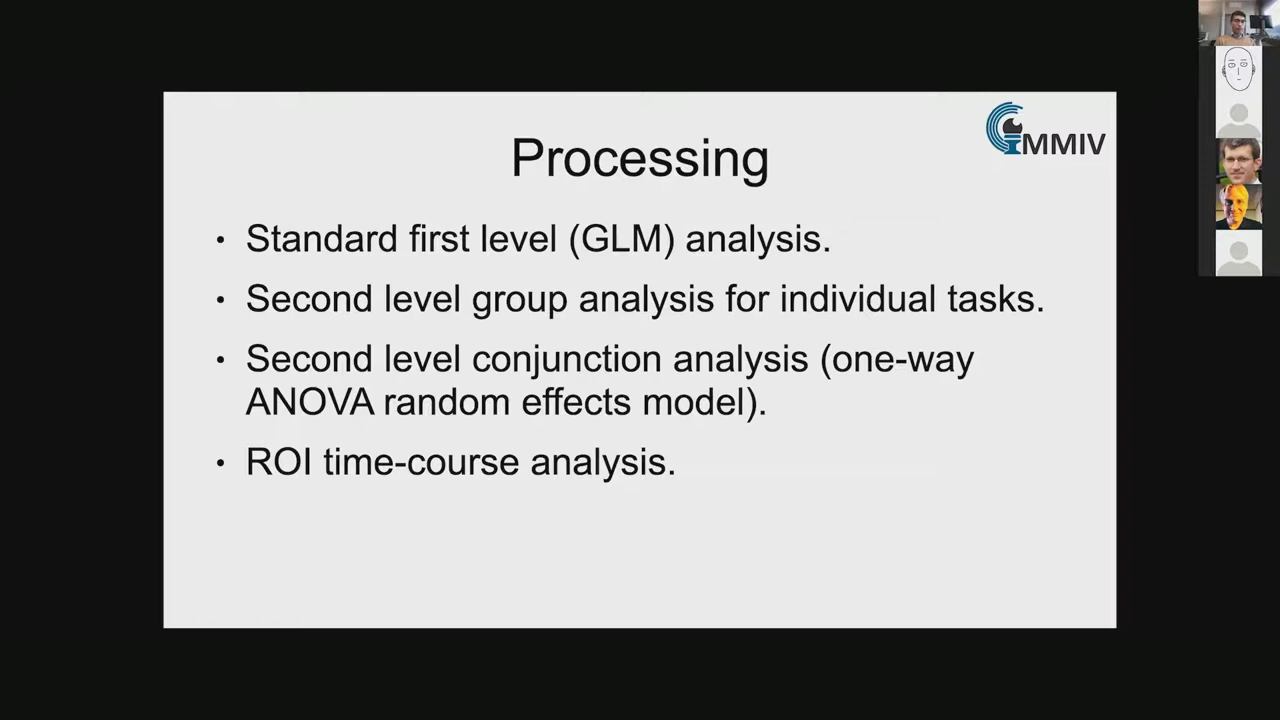 MMIV
Processing
• Standard first level (GLM) analysis.
• Second level group analysis for individual tasks.
• Second level conjunction analysis (one-way
ANOVA random effects model).
• ROI time-course analysis.